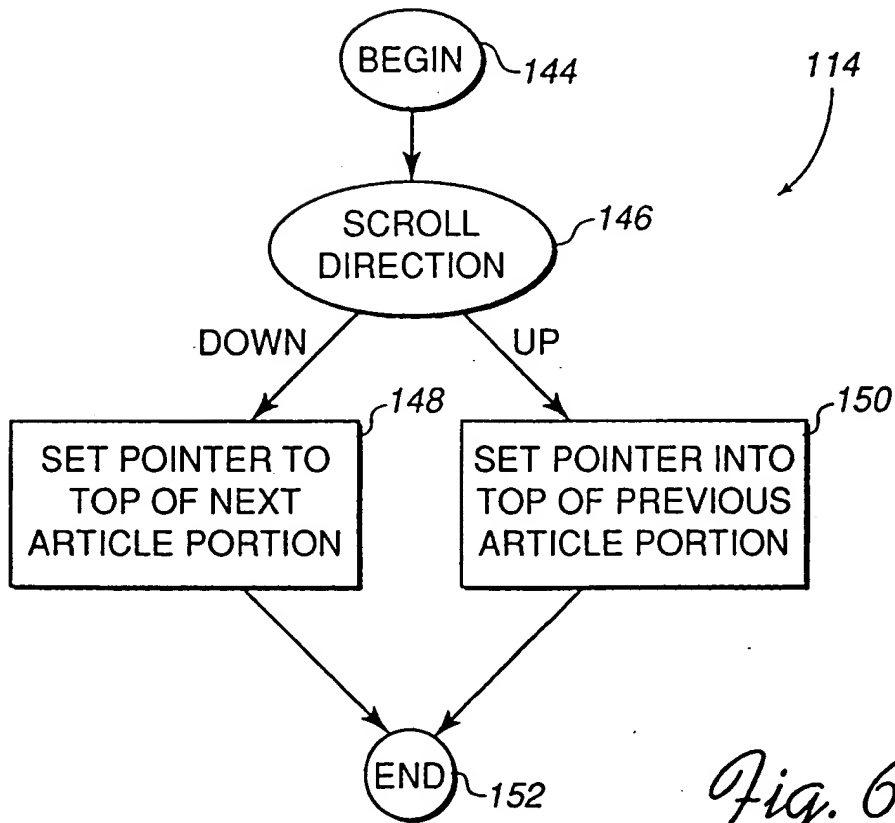 BEGIN
144
114
SCROLL
DIRECTION
146
DOWN
UP
148
150
SET POINTER TO
TOP OF NEXT
ARTICLE PORTION
SET POINTER INTO
TOP OF PREVIOUS
ARTICLE PORTION
END
152
Fig. 6